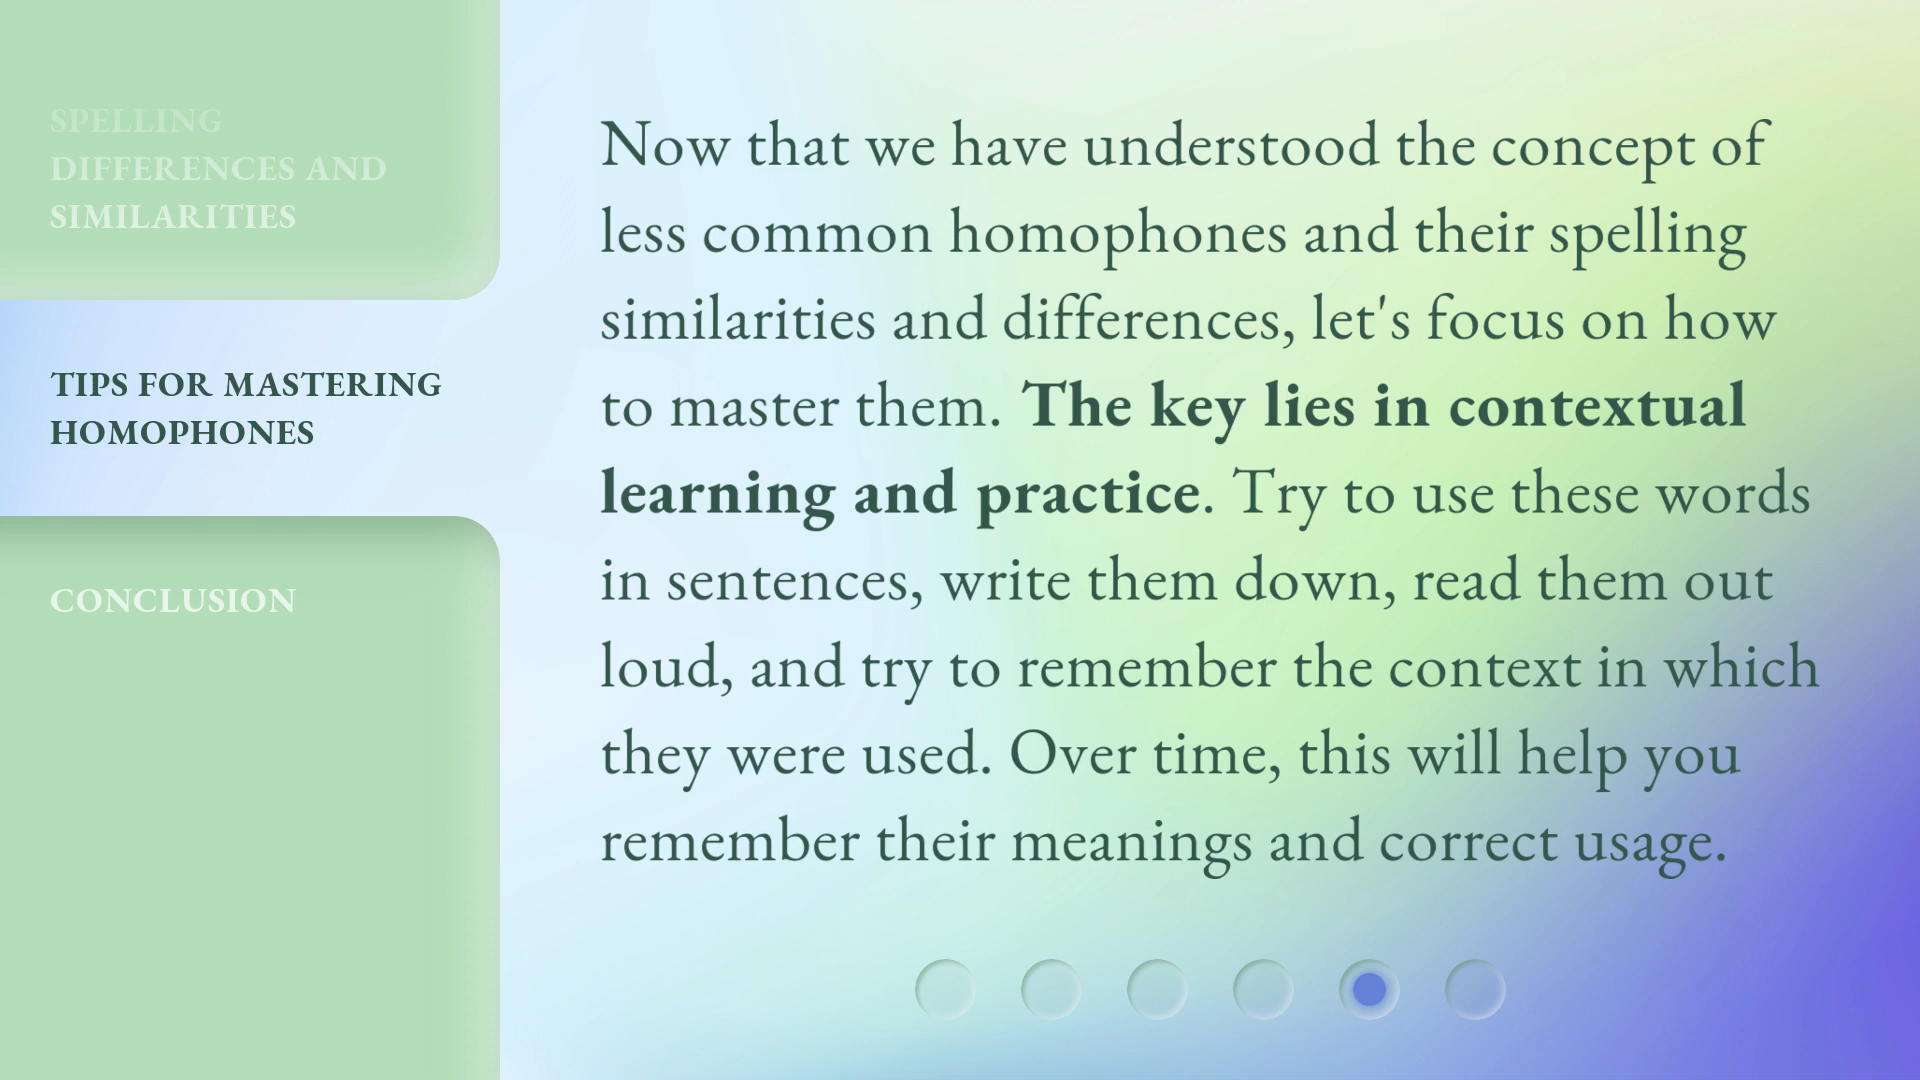 SPELLING
DIFFERENCES AND
SIMILARITIES
TIPS FOR MASTERING
HOMOPHONES
CONCLUSION
Now that we have understood the concept of
less common homophones and their spelling
similarities and differences, let's focus on how
to master them. The key lies in contextual
learning and practice. Try to use these words
in sentences, write them down, read them out
loud, and try to remember the context in which
they were used. Over time, this will help you
remember their meanings and correct usage.